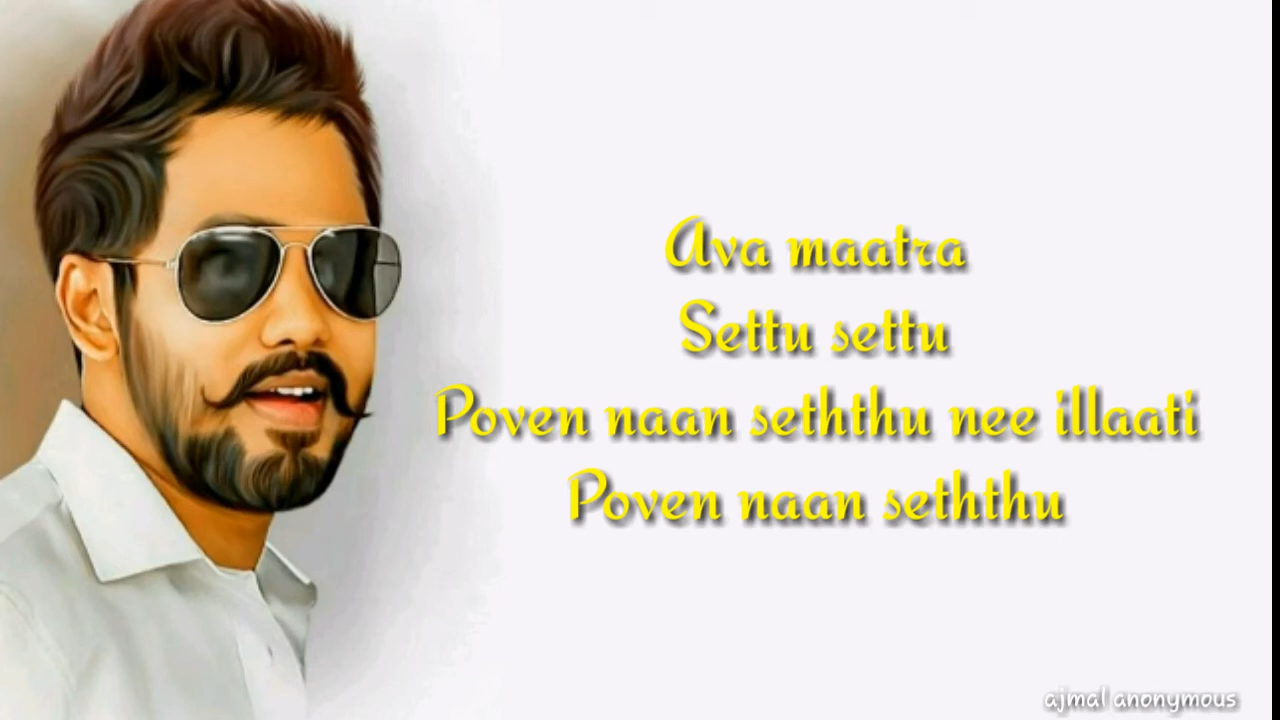 Ava maatra
Settu settu
Poven naan seththu nee illaati
Poven naan seththu
ajmal anonymous